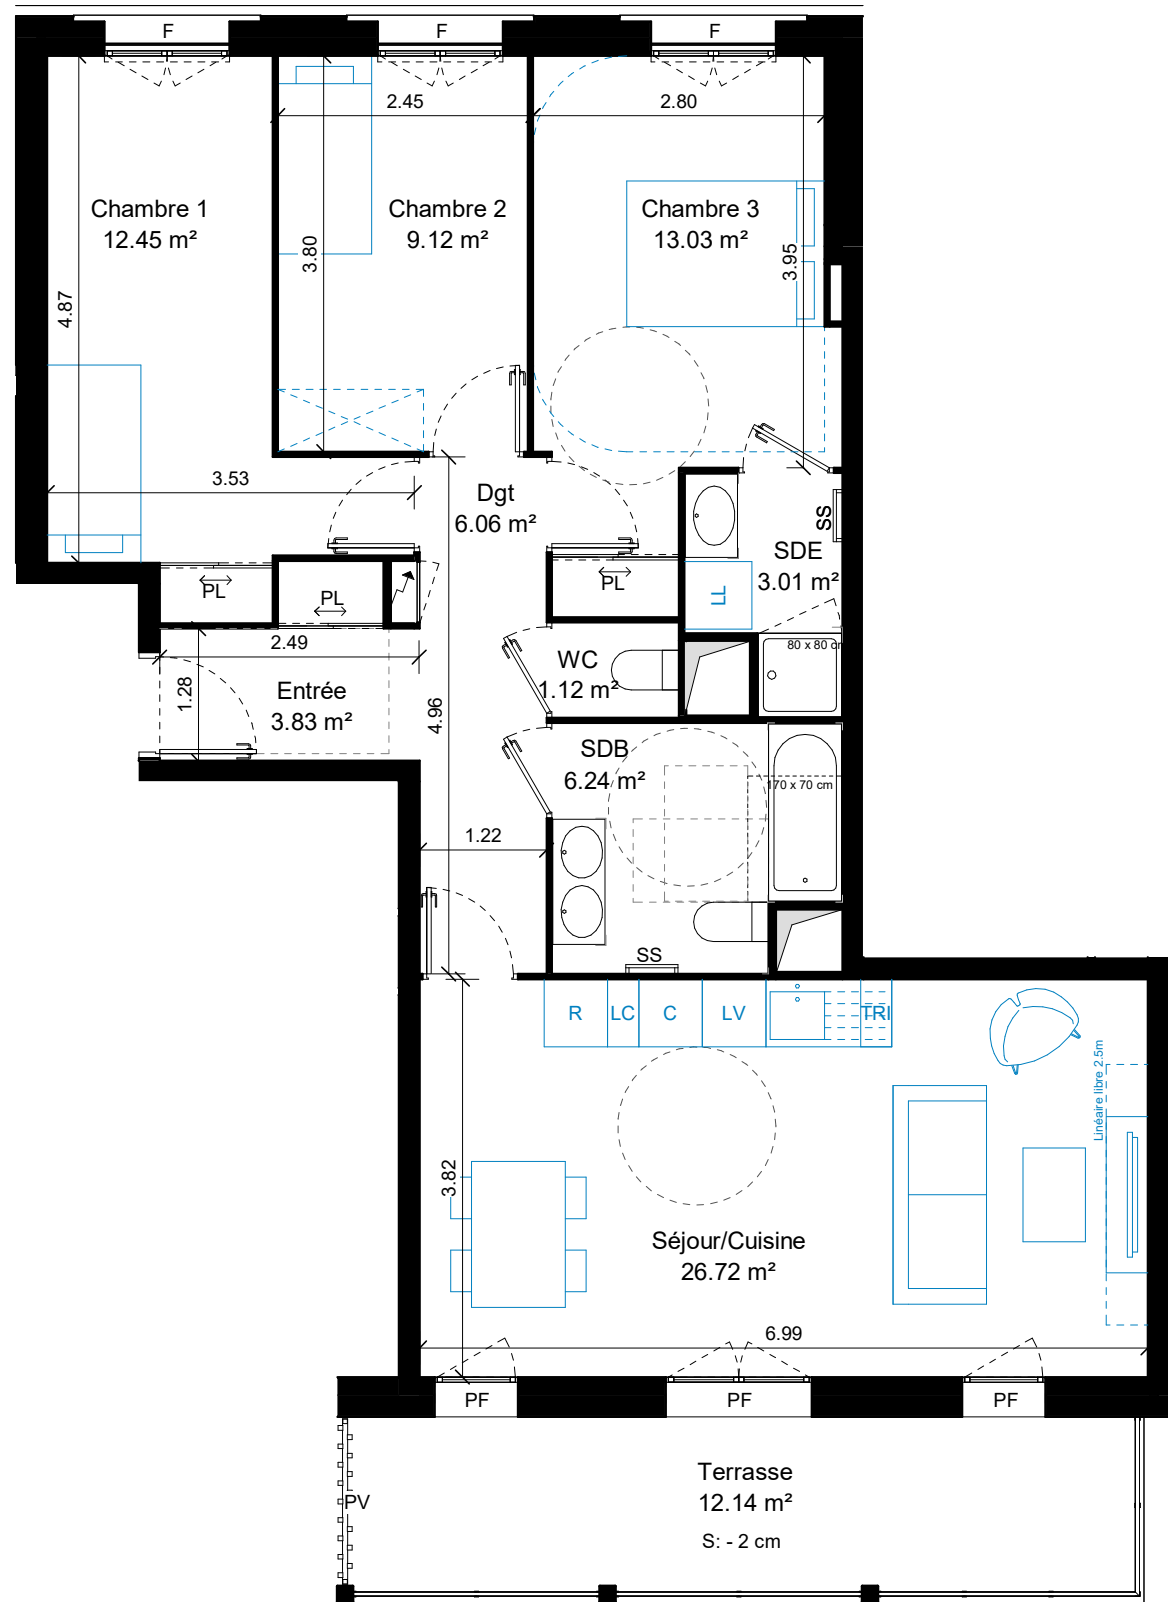 F
F
F
2.45
2.80
Chambre 1
12.45 m²
Chambre 2
9.12 m²
Chambre 3
13.03 m²
3.80
3.95
4.87
3.53
Dgt
6.06 m²
SS
SDE
3.01 m²
PL
PL
PL
LL
2.49
WC
1.12 m²
80 x 80 cm
1.28
Entrée
3.83 m²
4.96
SDB
6.24 m²
170 x 70 cm
1.22
SS
R
LC
C
LV
TRI
Linéaire libre 2.5m
3.82
Séjour/Cuisine
26.72 m²
6.99
PF
PF
PF
Terrasse
12.14 m²
PV
S: - 2 cm